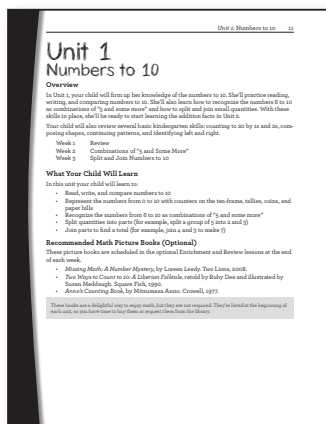 Unit 1: Numbers to 10 11
Unit 1
Numbers to 10
Overview
In Unit 1, your child will firm up her knowledge of the numbers to 10. She'll practice reading,
writing, and comparing numbers to 10. She'll also learn how to recognize the numbers 6 to 10
as combinations of "5 and some more" and how to split and join small quantities. With these
skills in place, she'll be ready to start learning the addition facts in Unit 2.
Your child will also review several basic kindergarten skills: counting to 20 by 1s and 2s, com-
posing shapes, continuing patterns, and identifying left and right.
Week 1 Review
Week 2 Combinations of "5 and Some More"
Week 3 Split and Join Numbers to 10
What Your Child Will Learn
In this unit your child will learn to:
• Read, write, and compare numbers to 10
• Represent the numbers from 0 to 10 with counters on the ten-frame, tallies, coins, and
paper bills
• Recognize the numbers from 6 to 10 as combinations of "5 and some more"
• Split quantities into parts (for example, split a group of 5 into 2 and 3)
• Join parts to find a total (for example, join 4 and 3 to make 7)
Recommended Math Picture Books (Optional)
These picture books are scheduled in the optional Enrichment and Review lessons at the end
of each week.
• Missing Math: A Number Mystery, by Loreen Leedy. Two Lions, 2008.
• Two Ways to Count to 10: A Liberian Folktale, retold by Ruby Dee and illustrated by
Susan Meddaugh. Square Fish, 1990.
• Anno's Counting Book, by Mitsumasa Anno. Crowell, 1977.
These books are a delightful way to enjoy math, but they are not required. They're listed at the beginning of
each unit, so you have time to buy them or request them from the library.